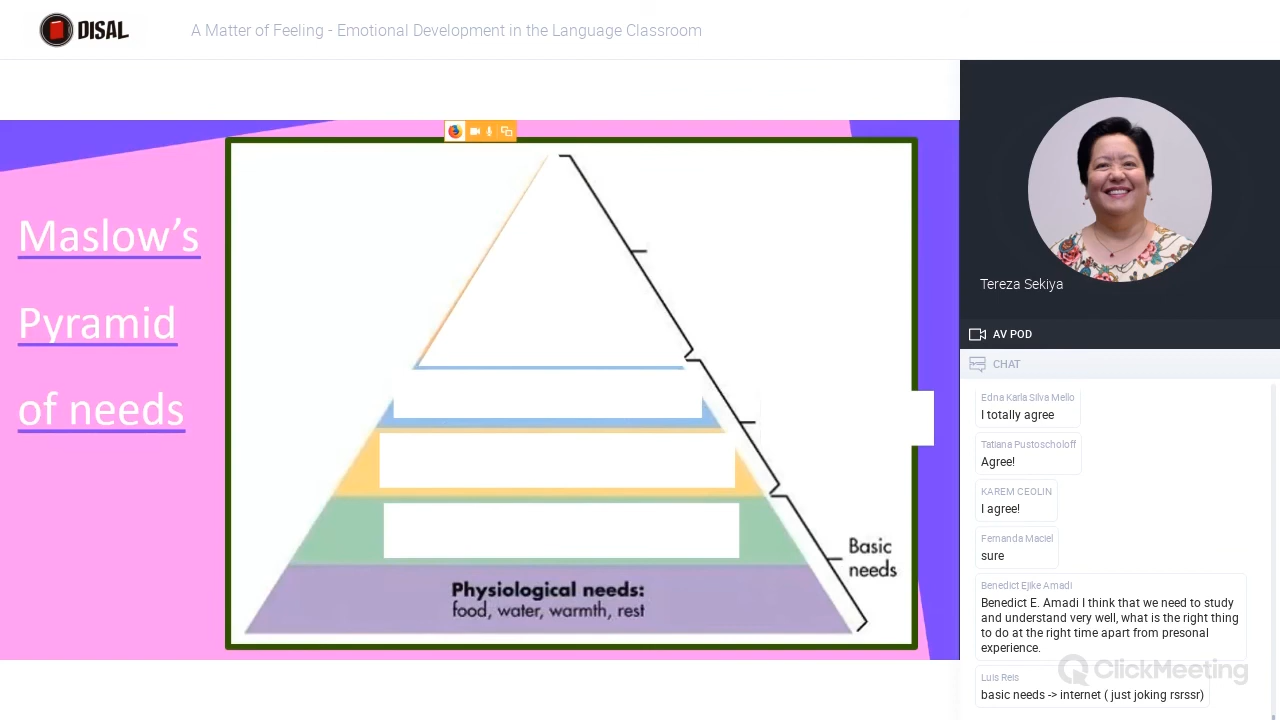 DISAL
A Matter of Feeling - Emotional Development in the Language Classroom
Maslow's
Pyramid
of needs
Basic
needs
Physiological needs:
food, water, warmth, rest
Tereza Sekiya
AV POD
CHAT
Edna Karla Silva Mello
I totally agree
Tatiana Pustoscholoff
Agree!
KAREM CEOLIN
I agree!
Fernanda Maciel
sure
Benedict Ejike Amadi
Benedict E. Amadi I think that we need to study
and understand very well, what is the right thing
to do at the right time apart from presonal
experience.
ClickMeeting
Luis Reis
basic needs -> internet ( just joking rsrssr)